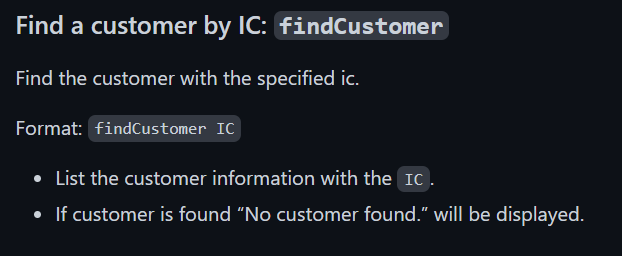 Find a customer by IC: findCustomer
Find the customer with the specified ic.
Format: findCustomer IC
• List the customer information with the IC.
• If customer is found “No customer found.” will be displayed.